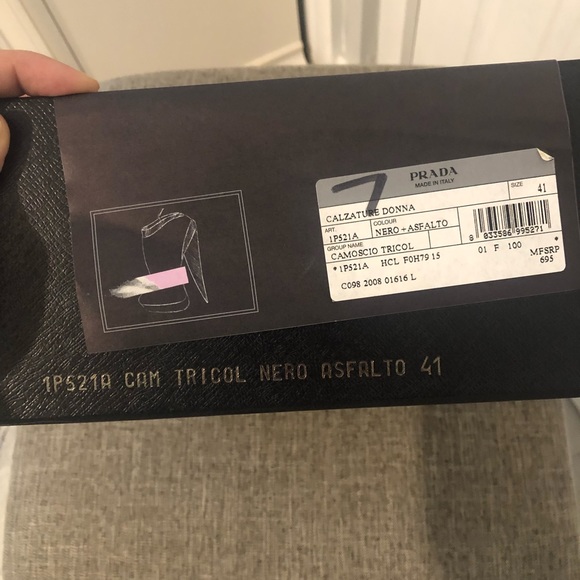 PRADA
MADE IN ITALY
7
CALZATURE DONNA
SIZE 41
ART. 1P521A COLOUR NERO+ASFALTO
GROUP NAME
CAMOSCIO TRICOL
8 033586 995271
*1P521A HCL F0H79 15 01 F 100 *
MFSRP
695
C098 2008 01616 L
1P521A CAM TRICOL NERO ASFALTO 41